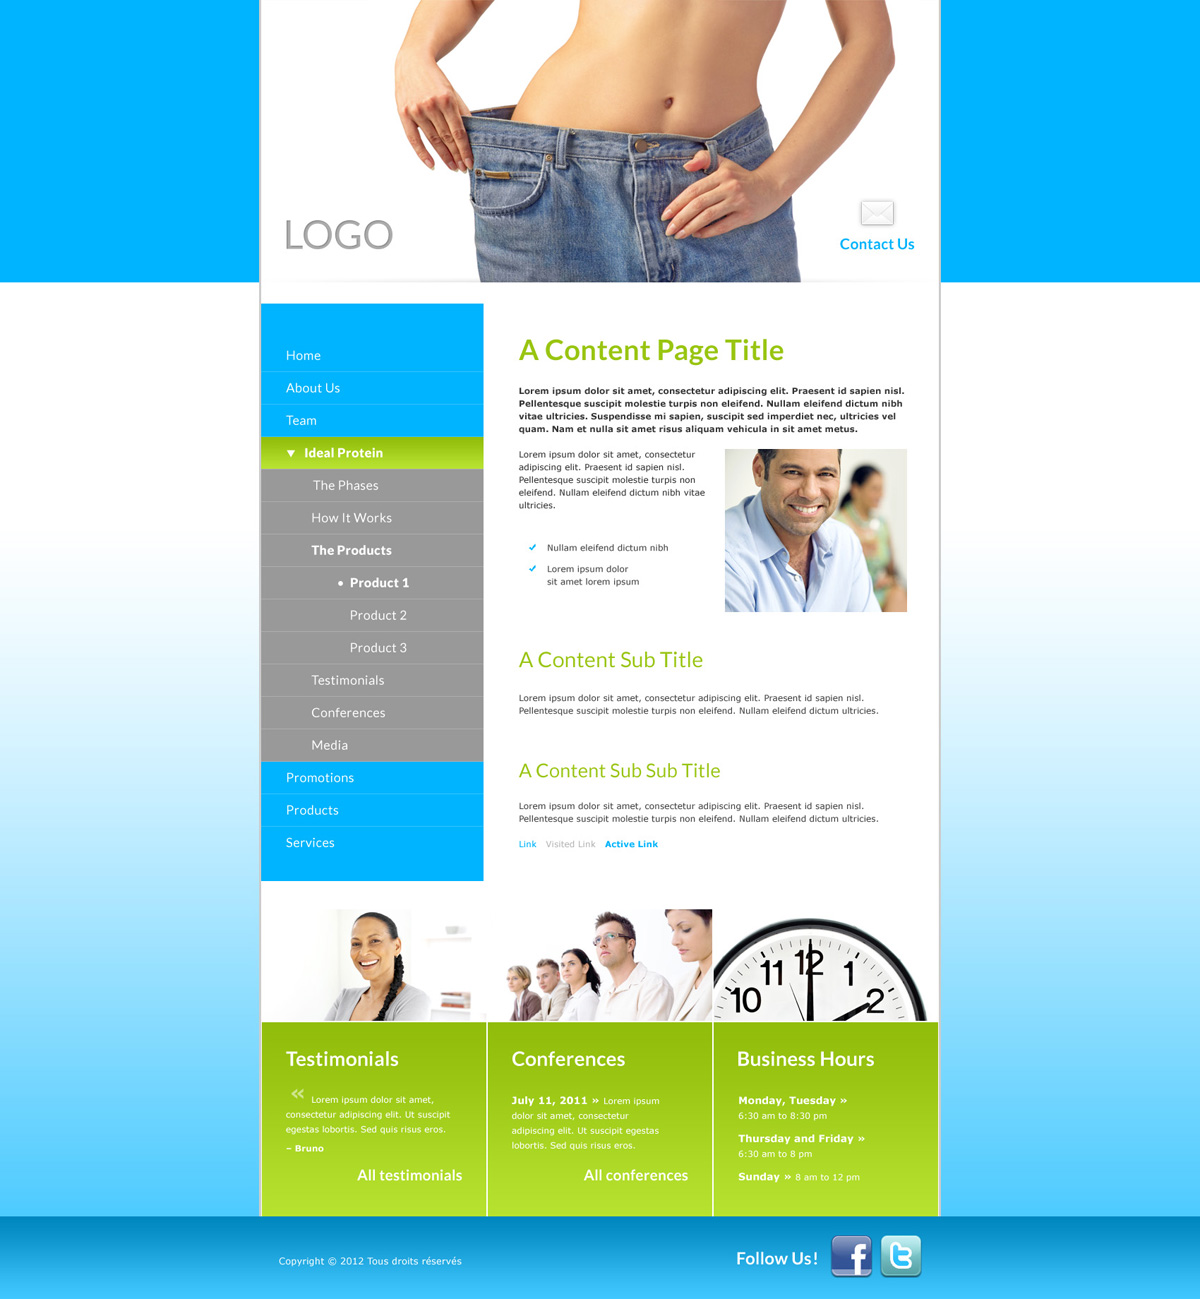 LOGO
Contact Us
Home
About Us
Team
Ideal Protein
The Phases
How It Works
The Products
• Product 1
Product 2
Product 3
Testimonials
Conferences
Media
Promotions
Products
Services
A Content Page Title
Lorem ipsum dolor sit amet, consectetur adipiscing elit. Praesent id sapien nisl.
Pellentesque suscipit molestie turpis non eleifend. Nullam eleifend dictum nibh
vitae ultricies. Suspendisse mi sapien, suscipit sed imperdiet nec, ultricies vel
quam. Nam et nulla sit amet risus aliquam vehicula in sit amet metus.
Lorem ipsum dolor sit amet, consectetur
adipiscing elit. Praesent id sapien nisl.
Pellentesque suscipit molestie turpis non
eleifend. Nullam eleifend dictum nibh vitae
ultricies.
Nullam eleifend dictum nibh
Lorem ipsum dolor
sit amet lorem ipsum
A Content Sub Title
Lorem ipsum dolor sit amet, consectetur adipiscing elit. Praesent id sapien nisl.
Pellentesque suscipit molestie turpis non eleifend. Nullam eleifend dictum ultricies.
A Content Sub Sub Title
Lorem ipsum dolor sit amet, consectetur adipiscing elit. Praesent id sapien nisl.
Pellentesque suscipit molestie turpis non eleifend. Nullam eleifend dictum ultricies.
Link Visited Link Active Link
10 11 12 1 2
Testimonials
« Lorem ipsum dolor sit amet,
consectetur adipiscing elit. Ut suscipit
egestas lobortis. Sed quis risus eros.
– Bruno
All testimonials
Conferences
July 11, 2011 » Lorem ipsum
dolor sit amet, consectetur
adipiscing elit. Ut suscipit egestas
lobortis. Sed quis risus eros.
All conferences
Business Hours
Monday, Tuesday »
6:30 am to 8:30 pm
Thursday and Friday »
6:30 am to 8 pm
Sunday » 8 am to 12 pm
Copyright © 2012 Tous droits réservés
Follow Us!
f
t